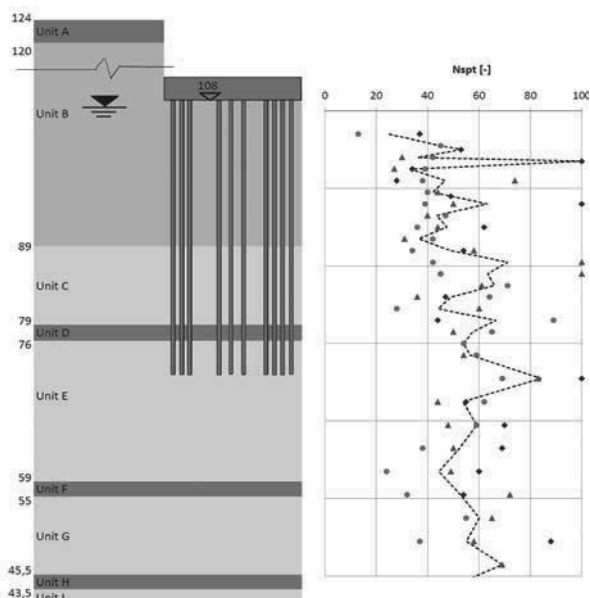 124
Unit A
120
108
Unit B
89
Unit C
79
Unit D
76
Unit E
59
Unit F
55
Unit G
45,5
Unit H
43,5
Unit I
Nspt [-]
0 20 40 60 80 100